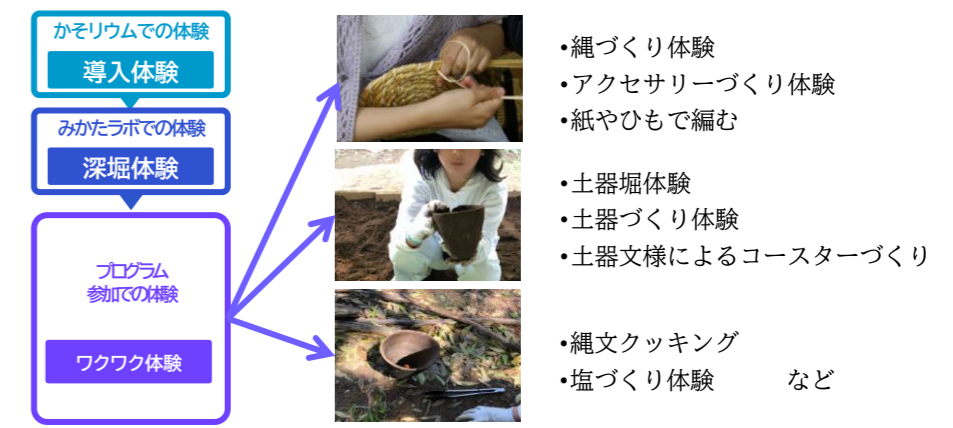 かそリウムでの体験
導入体験
みかたラボでの体験
深堀体験
プログラム
参加での体験
ワクワク体験
•縄づくり体験
•アクセサリーづくり体験
•紙やひもで編む
•土器堀体験
•土器づくり体験
•土器文様によるコースターづくり
•縄文クッキング
•塩づくり体験　　　など